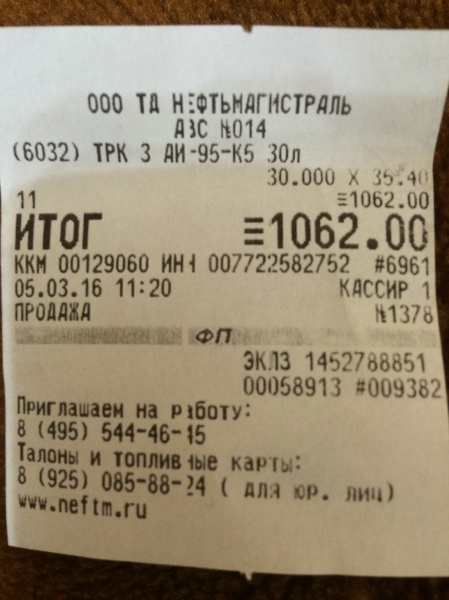 ООО ТД НЕФТЬМАГИСТРАЛЬ
АЗС №014
(6032) ТРК 3 АИ-95-К5 30л
30.000 X 35.40
11 ≡1062.00
ИТОГ ≡1062.00
ККМ 00129060 ИНН 007722582752 #6961
05.03.16 11:20 КАССИР 1
ПРОДАЖА №1378
ФП
ЭКЛЗ 1452788851
00058913 #009382
Приглашаем на работу:
8 (495) 544-46-45
Талоны и топливные карты:
8 (925) 085-88-24 ( для юр. лиц)
www.neftm.ru